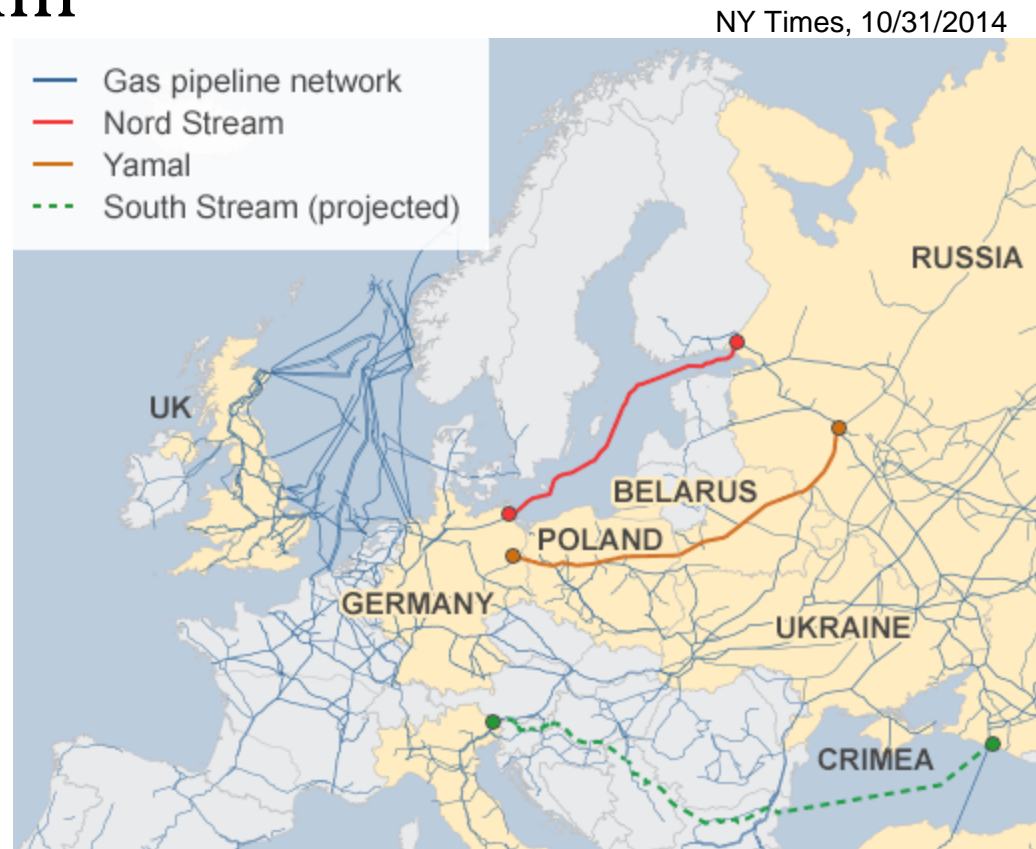 NY Times, 10/31/2014
Gas pipeline network
Nord Stream
Yamal
South Stream (projected)
RUSSIA
UK
BELARUS
POLAND
GERMANY
UKRAINE
CRIMEA